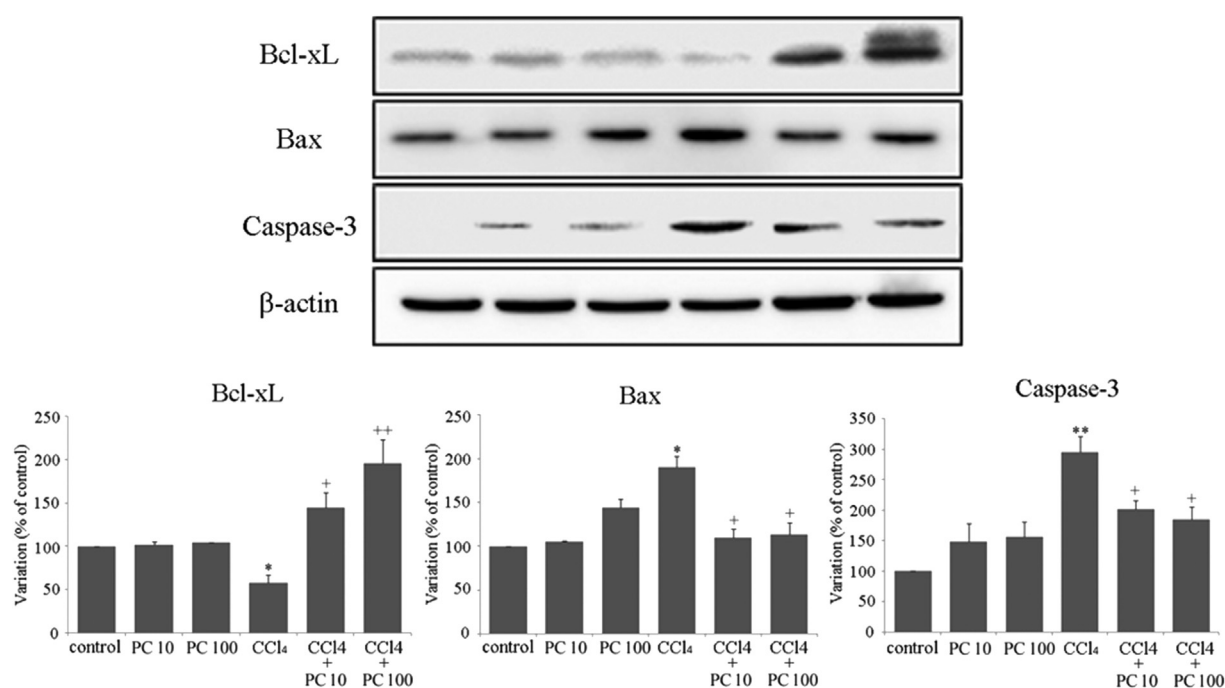 Bcl-xL
Bax
Caspase-3
β-actin
Bcl-xL
Variation (% of control)
250
200
150
100
50
0
*
+
++
control PC 10 PC 100 CCl₄ CCl4 CCl4
+ +
PC 10 PC 100
Bax
Variation (% of control)
250
200
150
100
50
0
*
+
+
control PC 10 PC 100 CCl₄ CCl4 CCl4
+ +
PC 10 PC 100
Caspase-3
Variation (% of control)
350
300
250
200
150
100
50
0
**
+
+
control PC 10 PC 100 CCl₄ CCl4 CCl4
+ +
PC 10 PC 100